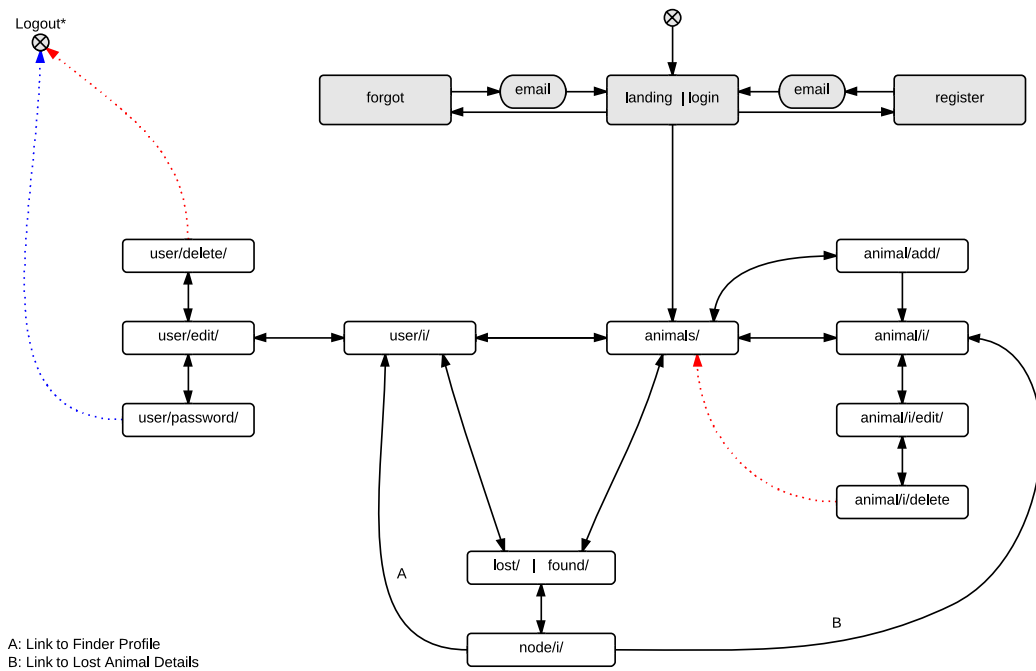 Logout*
forgot
email
landing | login
email
register
user/delete/
animal/add/
user/edit/
user/i/
animals/
animal/i/
user/password/
animal/i/edit/
animal/i/delete
lost/ | found/
A
B
node/i/
A: Link to Finder Profile
B: Link to Lost Animal Details